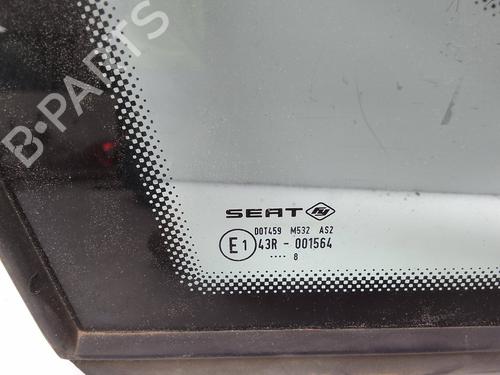 B-PARTS
SEAT
DOT459 M532 AS2
E1 43R - 001564
.... 8